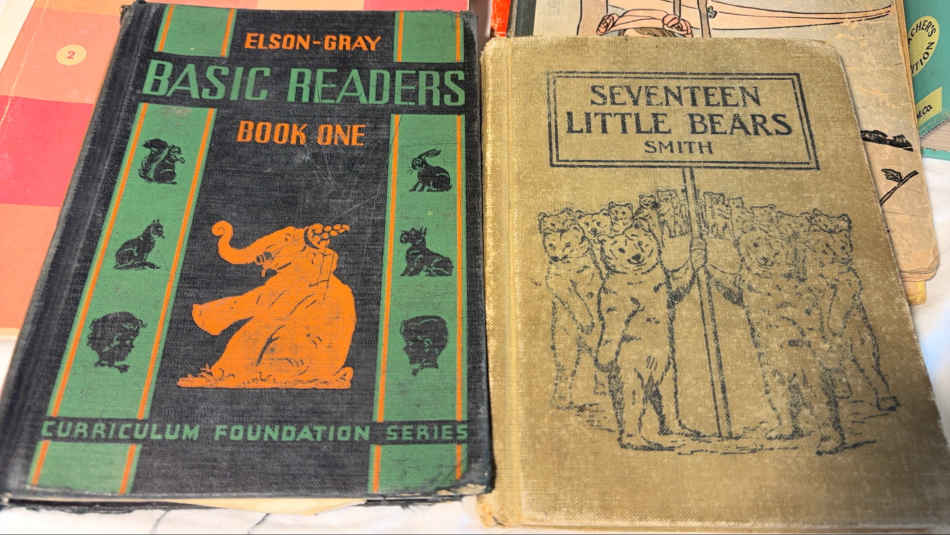 2
ELSON-GRAY
BASIC READERS
BOOK ONE
CURRICULUM FOUNDATION SERIES
SEVENTEEN
LITTLE BEARS
SMITH